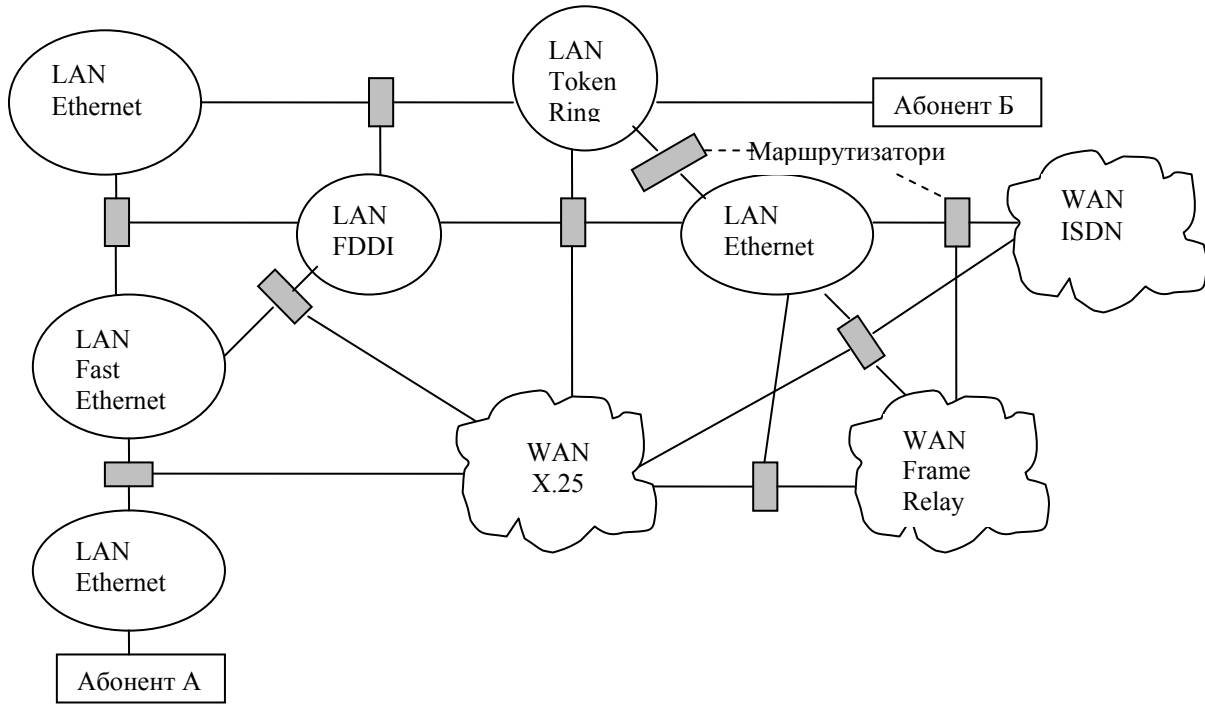 LAN
Ethernet
LAN
Token
Ring
Абонент Б
Маршрутизатори
LAN
FDDI
LAN
Ethernet
WAN
ISDN
LAN
Fast
Ethernet
WAN
X.25
WAN
Frame
Relay
LAN
Ethernet
Абонент А